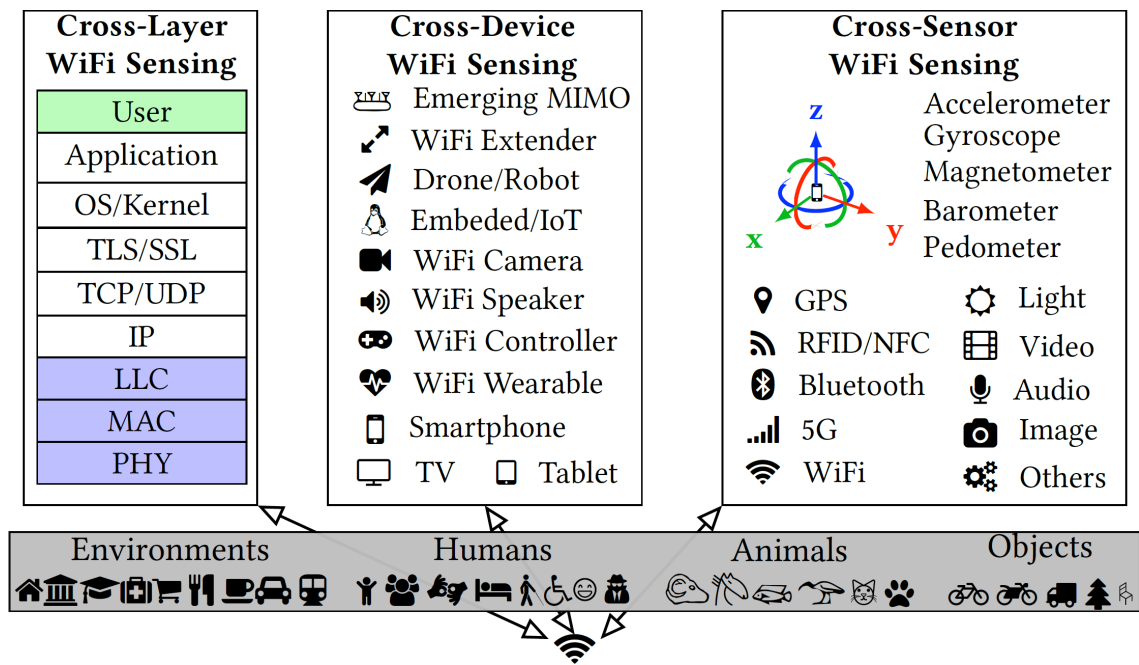 Cross-Layer
WiFi Sensing
User
Application
OS/Kernel
TLS/SSL
TCP/UDP
IP
LLC
MAC
PHY
Cross-Device
WiFi Sensing
Emerging MIMO
WiFi Extender
Drone/Robot
Embeded/IoT
WiFi Camera
WiFi Speaker
WiFi Controller
WiFi Wearable
Smartphone
TV Tablet
Cross-Sensor
WiFi Sensing
z
x
y
Accelerometer
Gyroscope
Magnetometer
Barometer
Pedometer
GPS
RFID/NFC
Bluetooth
5G
WiFi
Light
Video
Audio
Image
Others
Environments Humans Animals Objects